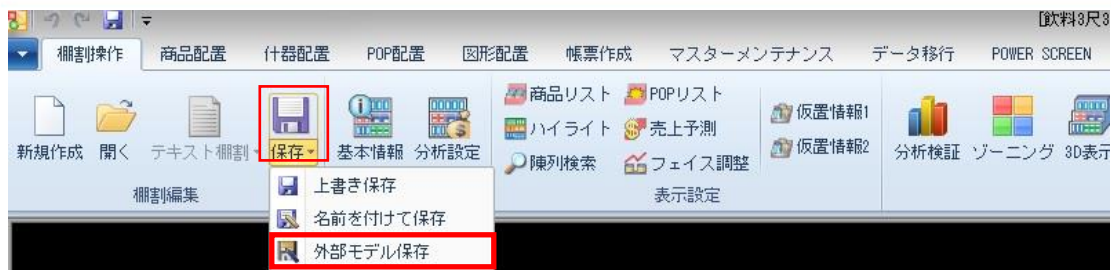 [飲料3尺3
棚割操作 商品配置 什器配置 POP配置 図形配置 帳票作成 マスターメンテナンス データ移行 POWER SCREEN
商品リスト POPリスト 仮置情報1
ハイライト 売上予測
新規作成 開く テキスト棚割 保存 基本情報 分析設定 仮置情報2 分析検証 ゾーニング 3D表示
陳列検索 フェイス調整
棚割編集 表示設定
上書き保存
名前を付けて保存
外部モデル保存